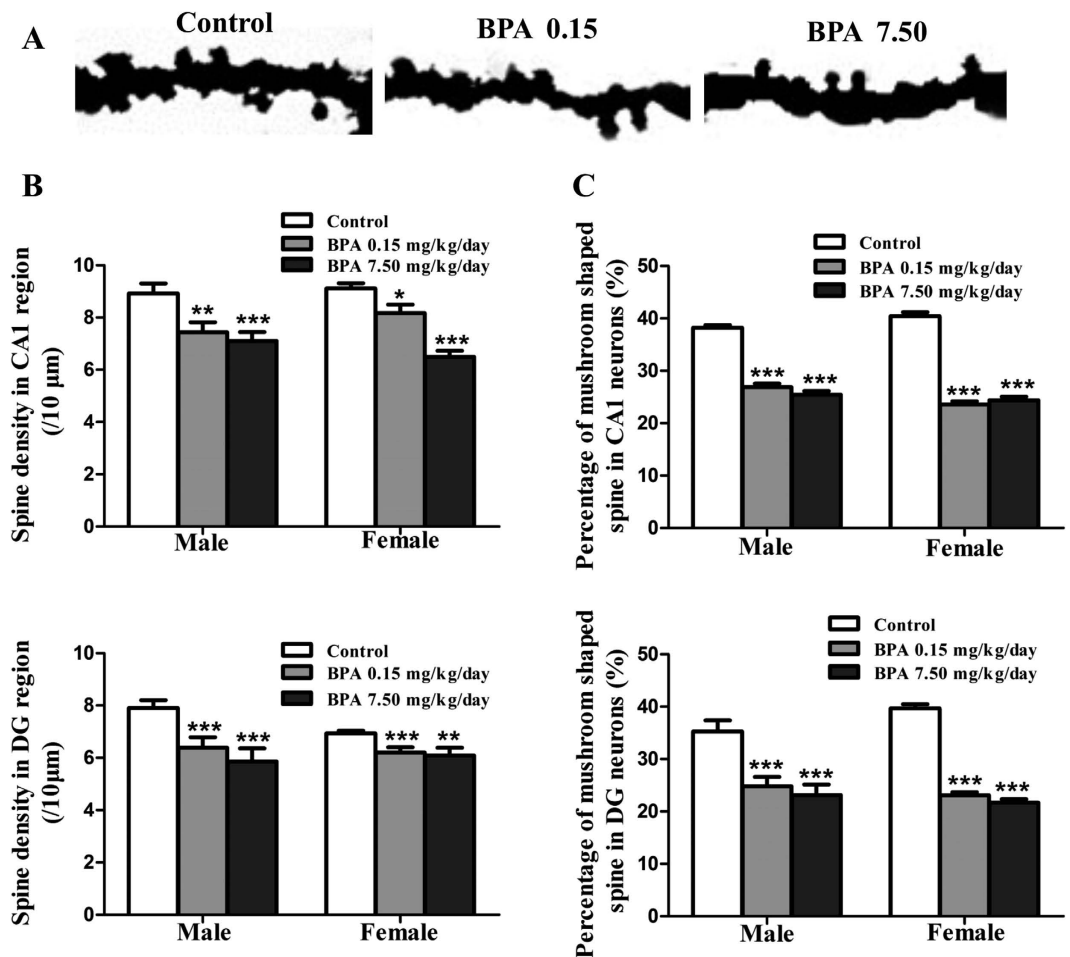 A
Control
BPA 0.15
BPA 7.50
B
Control
BPA 0.15 mg/kg/day
BPA 7.50 mg/kg/day
Spine density in CA1 region
(/10 μm)
10
8
6
4
2
0
**
***
*
***
Male
Female
C
Control
BPA 0.15 mg/kg/day
BPA 7.50 mg/kg/day
Percentage of mushroom shaped
spine in CA1 neurons (%)
50
40
30
20
10
0
***
***
***
***
Male
Female
Control
BPA 0.15 mg/kg/day
BPA 7.50 mg/kg/day
Spine density in DG region
(/10μm)
10
8
6
4
2
0
***
***
***
**
Male
Female
Control
BPA 0.15 mg/kg/day
BPA 7.50 mg/kg/day
Percentage of mushroom shaped
spine in DG neurons (%)
50
40
30
20
10
0
***
***
***
***
Male
Female